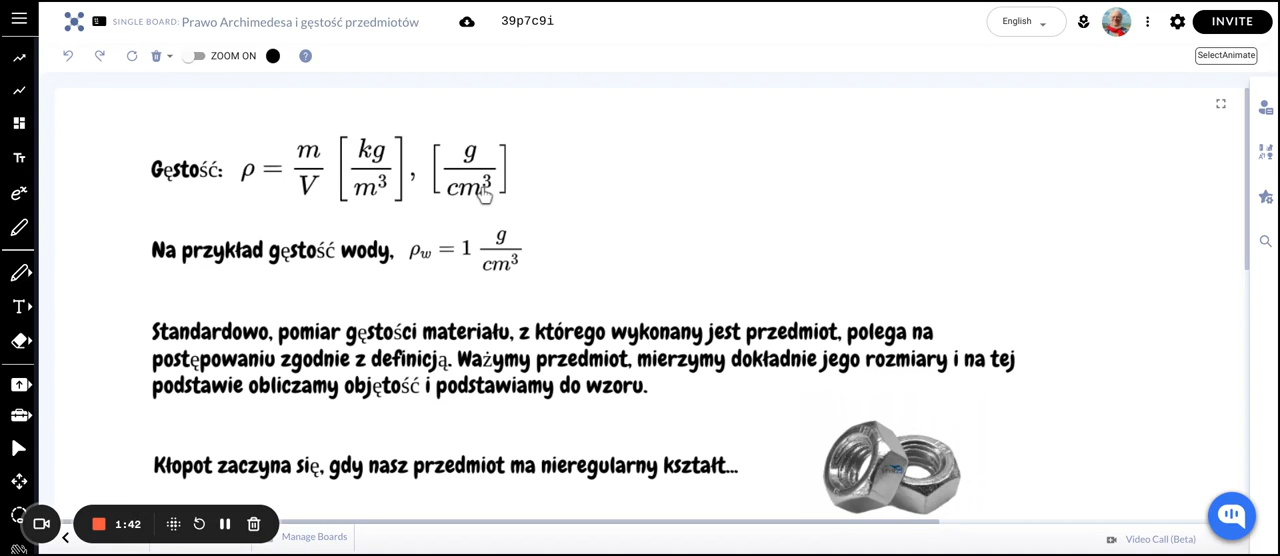 SINGLE BOARD: Prawo Archimedesa i gęstość przedmiotów
39p7c9i
English
INVITE
ZOOM ON
SelectAnimate
Gęstość: ρ = m/V [kg/m³], [g/cm³]
Na przykład gęstość wody, ρw = 1 g/cm³
Standardowo, pomiar gęstości materiału, z którego wykonany jest przedmiot, polega na
postępowaniu zgodnie z definicją. Ważymy przedmiot, mierzymy dokładnie jego rozmiary i na tej
podstawie obliczamy objętość i podstawiamy do wzoru.
Kłopot zaczyna się, gdy nasz przedmiot ma nieregularny kształt...
1:42
Manage Boards
Video Call (Beta)